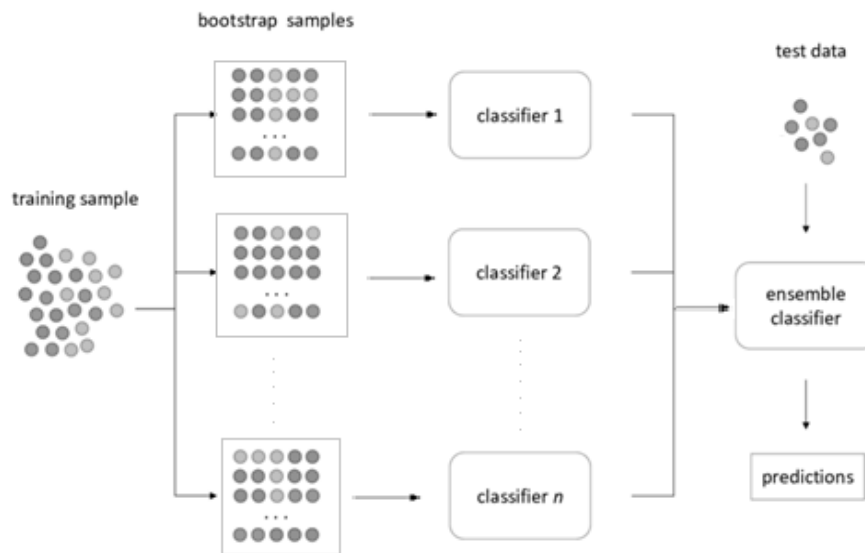 bootstrap samples
test data
classifier 1
training sample
classifier 2
ensemble
classifier
classifier n
predictions